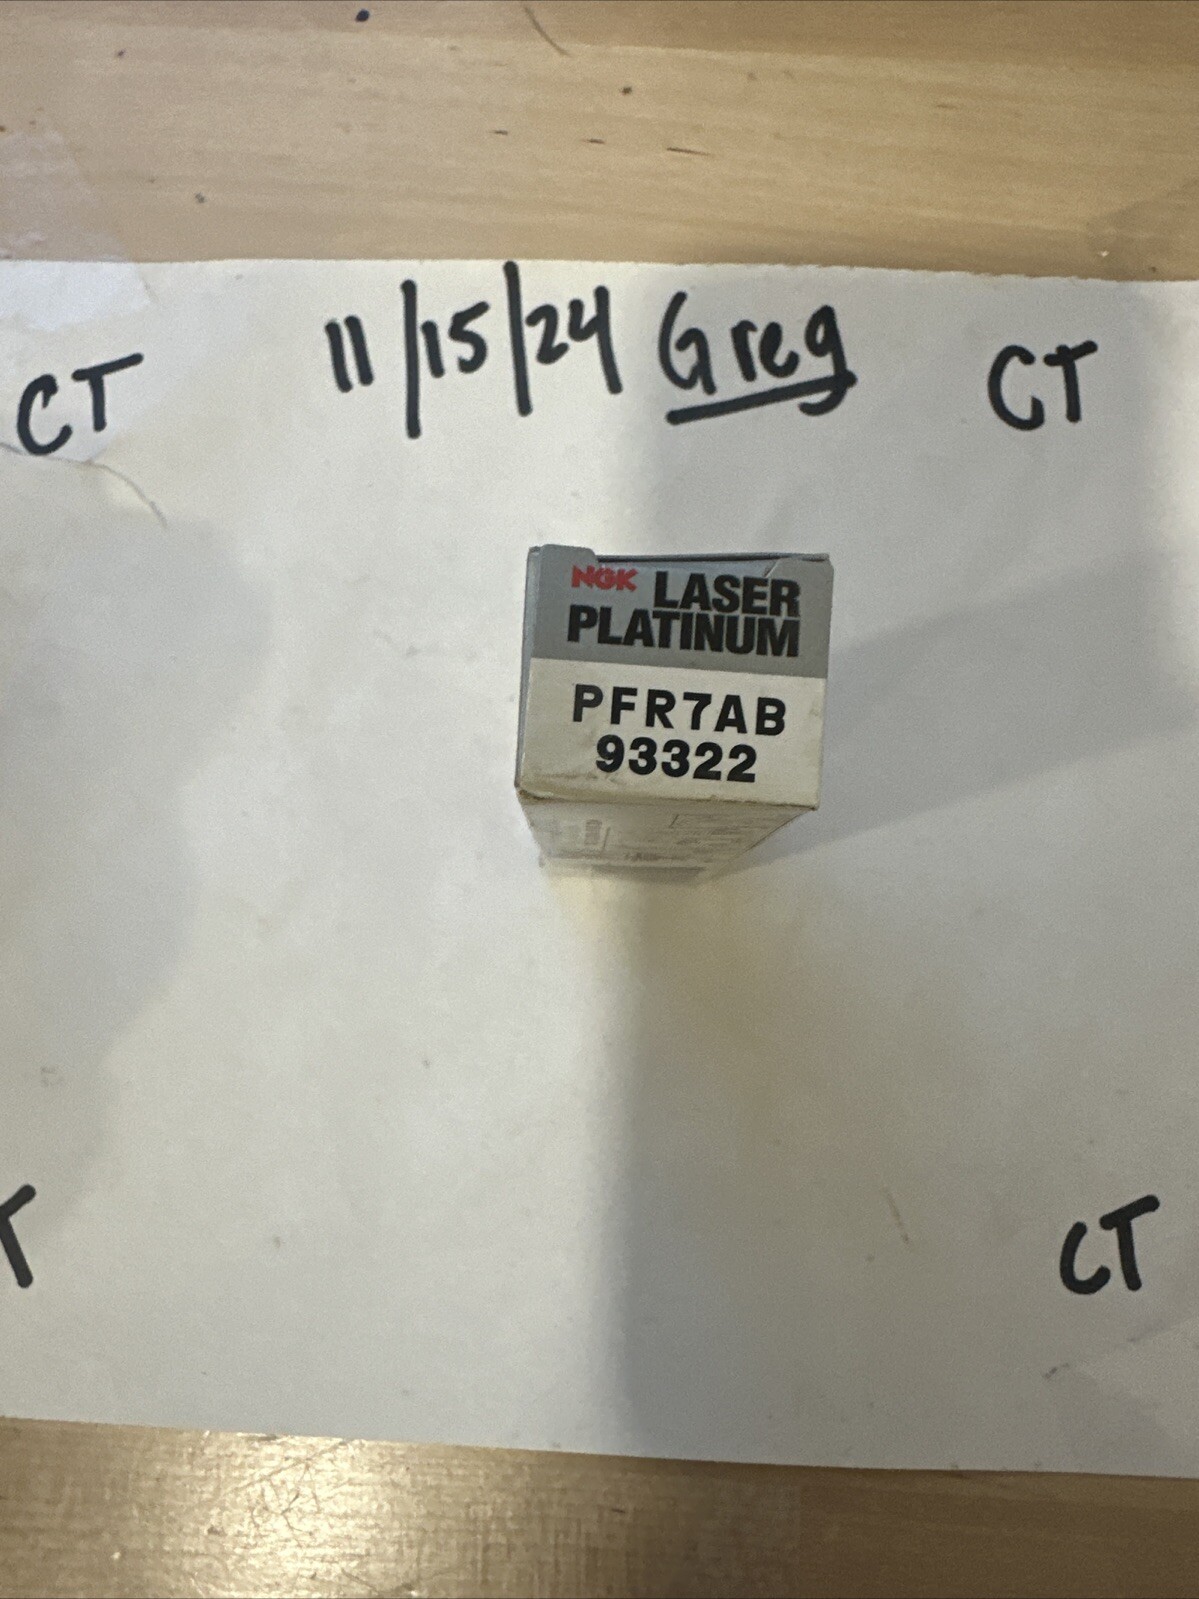 11/15/24 Greg
CT
CT
NGK LASER
PLATINUM
PFR7AB
93322
T
CT